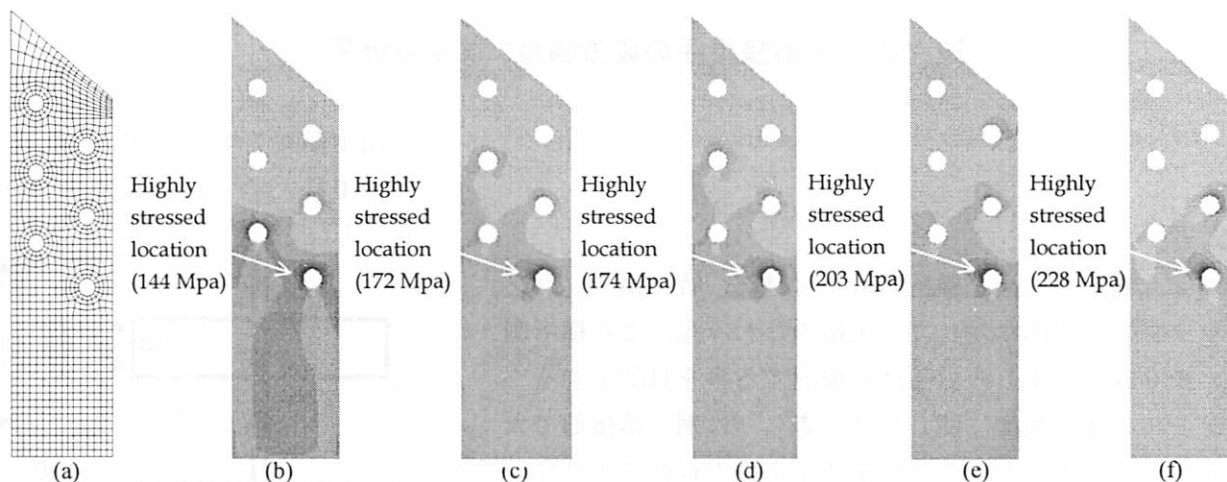 Highly
stressed
location
(144 Mpa)
Highly
stressed
location
(172 Mpa)
Highly
stressed
location
(174 Mpa)
Highly
stressed
location
(203 Mpa)
Highly
stressed
location
(228 Mpa)
(a)
(b)
(c)
(d)
(e)
(f)